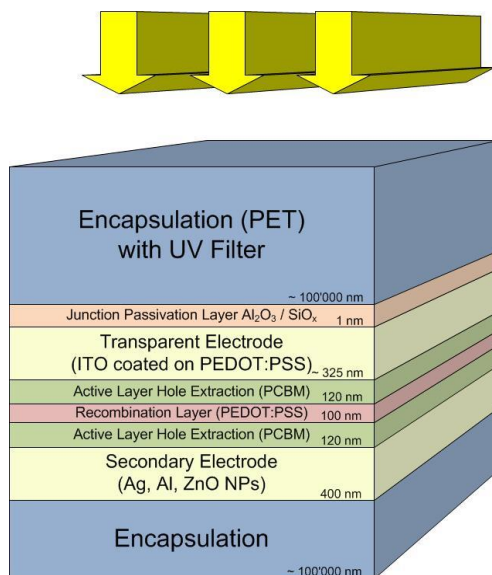 Encapsulation (PET)
with UV Filter
~ 100'000 nm
Junction Passivation Layer Al₂O₃ / SiOₓ
1 nm
Transparent Electrode
(ITO coated on PEDOT:PSS)
~ 325 nm
Active Layer Hole Extraction (PCBM)
120 nm
Recombination Layer (PEDOT:PSS)
100 nm
Active Layer Hole Extraction (PCBM)
120 nm
Secondary Electrode
(Ag, Al, ZnO NPs)
400 nm
Encapsulation
~ 100'000 nm